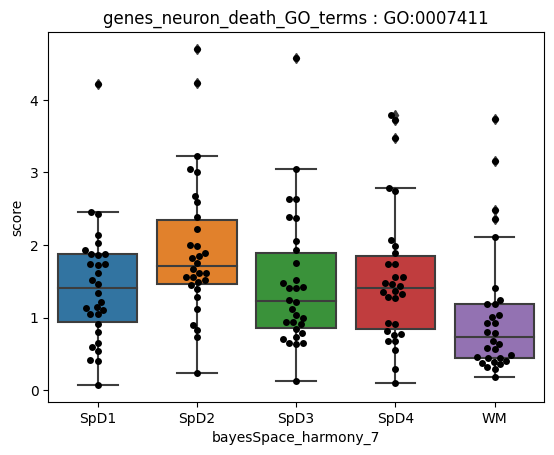 genes_neuron_death_GO_terms : GO:0007411
score
4
3
2
1
0
SpD1 SpD2 SpD3 SpD4 WM
bayesSpace_harmony_7